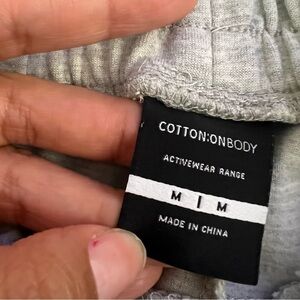 COTTON:ONBODY
ACTIVEWEAR RANGE
M | M
MADE IN CHINA